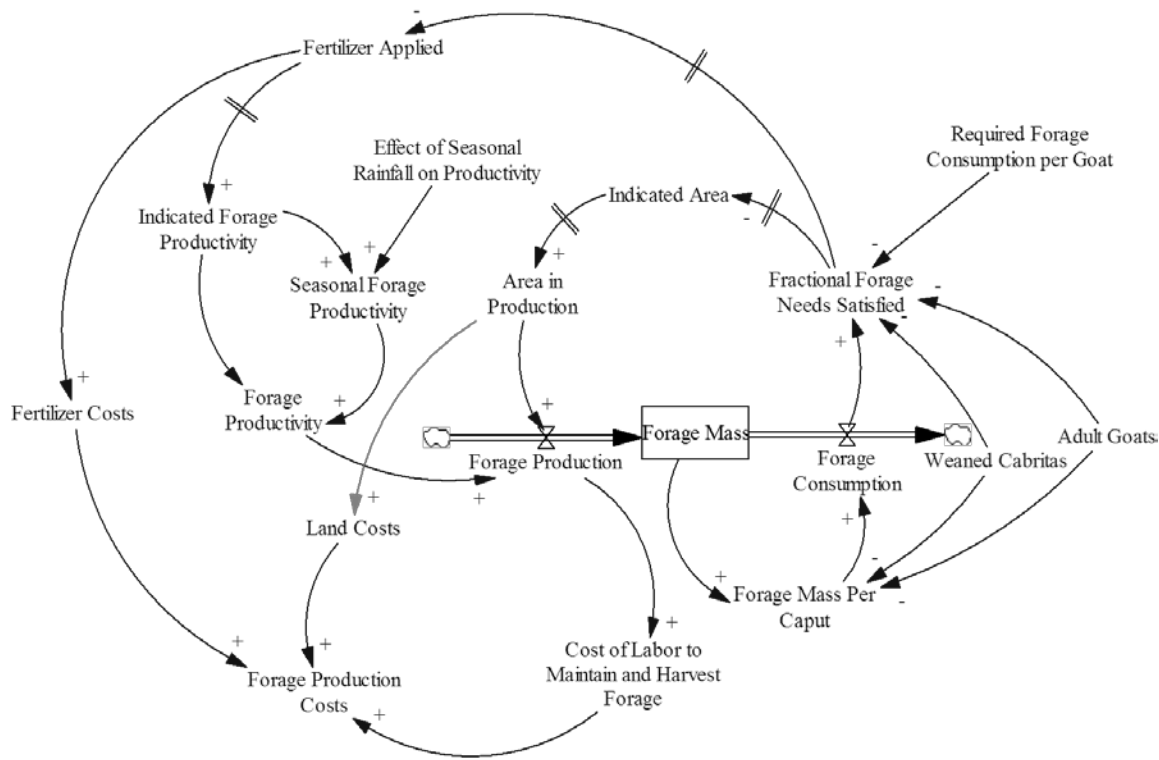 Fertilizer Applied
Effect of Seasonal
Rainfall on Productivity
Required Forage
Consumption per Goat
Indicated Forage
Productivity
Indicated Area
Seasonal Forage
Productivity
Area in
Production
Fractional Forage
Needs Satisfied
Fertilizer Costs
Forage
Productivity
Forage Mass
Forage Production
Forage
Consumption
Weaned Cabritas
Adult Goats
Land Costs
Forage Mass Per
Caput
Cost of Labor to
Maintain and Harvest
Forage
Forage Production
Costs